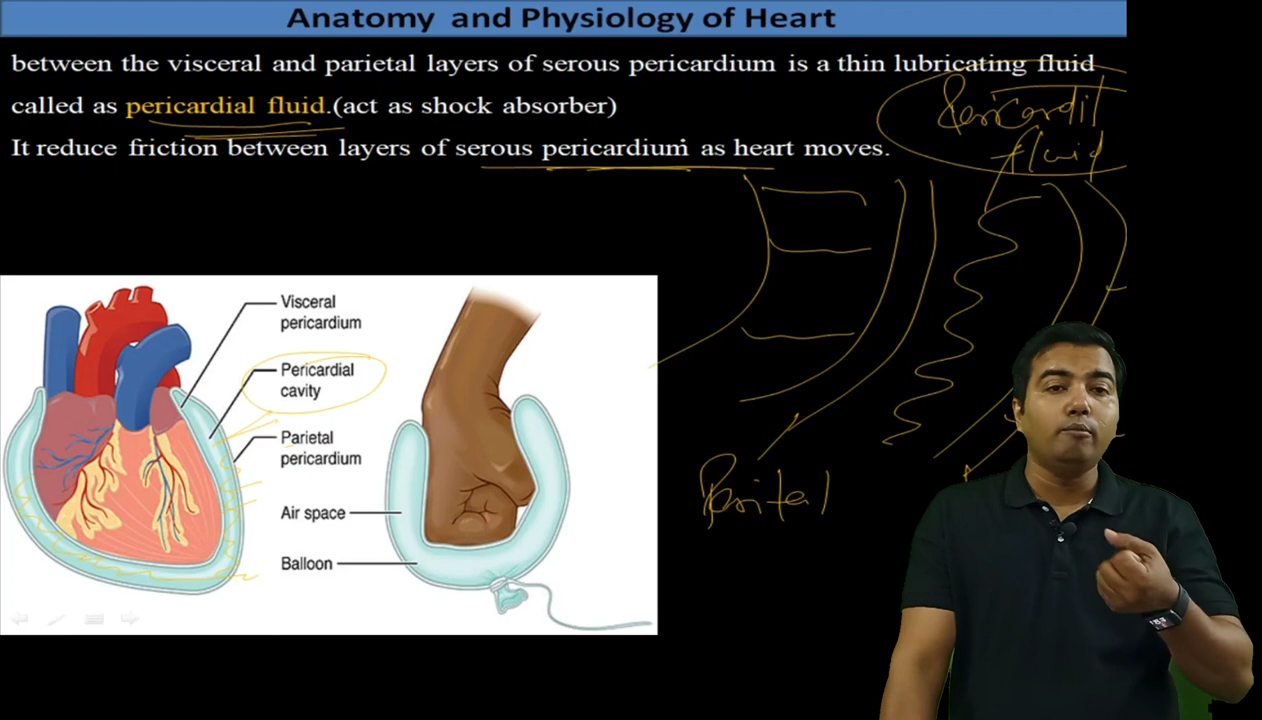 Anatomy and Physiology of Heart
between the visceral and parietal layers of serous pericardium is a thin lubricating fluid
called as pericardial fluid.(act as shock absorber)
It reduce friction between layers of serous pericardium as heart moves.
Pericardil
fluid
Visceral
pericardium
Pericardial
cavity
Parietal
pericardium
Air space
Balloon
Parital